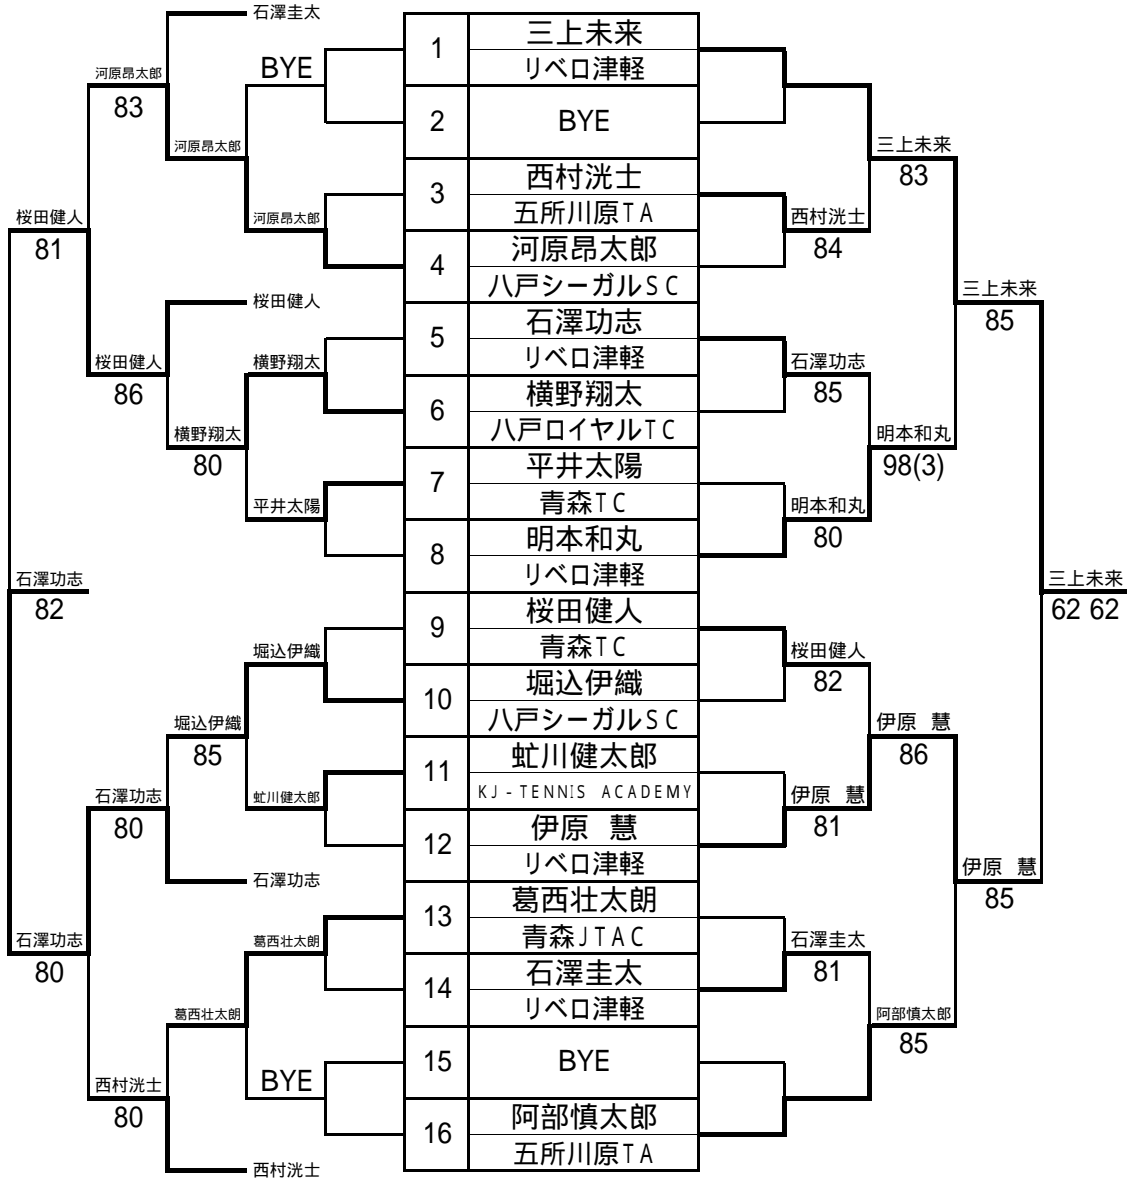 石澤圭太
河原昂太郎
83
BYE
河原昂太郎
河原昂太郎
桜田健人
81
桜田健人
桜田健人
86
横野翔太
横野翔太
80
平井太陽
石澤功志
82
堀込伊織
堀込伊織
85
虻川健太郎
石澤功志
80
石澤功志
石澤功志
80
葛西壮太朗
葛西壮太朗
BYE
西村洸士
80
西村洸士
1 三上未来
リベロ津軽
2 BYE
3 西村洸士
五所川原TA
4 河原昂太郎
八戸シーガルSC
5 石澤功志
リベロ津軽
6 横野翔太
八戸ロイヤルTC
7 平井太陽
青森TC
8 明本和丸
リベロ津軽
9 桜田健人
青森TC
10 堀込伊織
八戸シーガルSC
11 虻川健太郎
KJ-TENNIS ACADEMY
12 伊原 慧
リベロ津軽
13 葛西壮太朗
青森JTAC
14 石澤圭太
リベロ津軽
15 BYE
16 阿部慎太郎
五所川原TA
三上未来
83
西村洸士
84
三上未来
85
石澤功志
85
明本和丸
98(3)
明本和丸
80
三上未来
62 62
桜田健人
82
伊原 慧
86
伊原 慧
81
伊原 慧
85
石澤圭太
81
阿部慎太郎
85